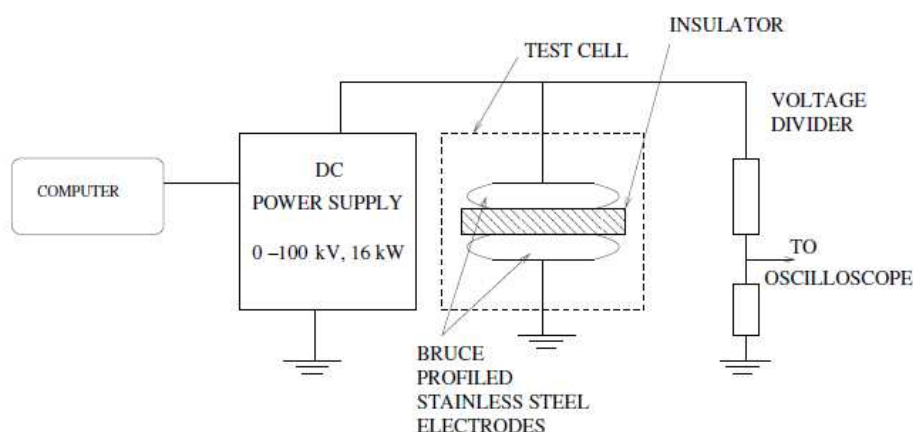 INSULATOR
TEST CELL
VOLTAGE
DIVIDER
DC
POWER SUPPLY
0 –100 kV, 16 kW
COMPUTER
TO
OSCILLOSCOPE
BRUCE
PROFILED
STAINLESS STEEL
ELECTRODES